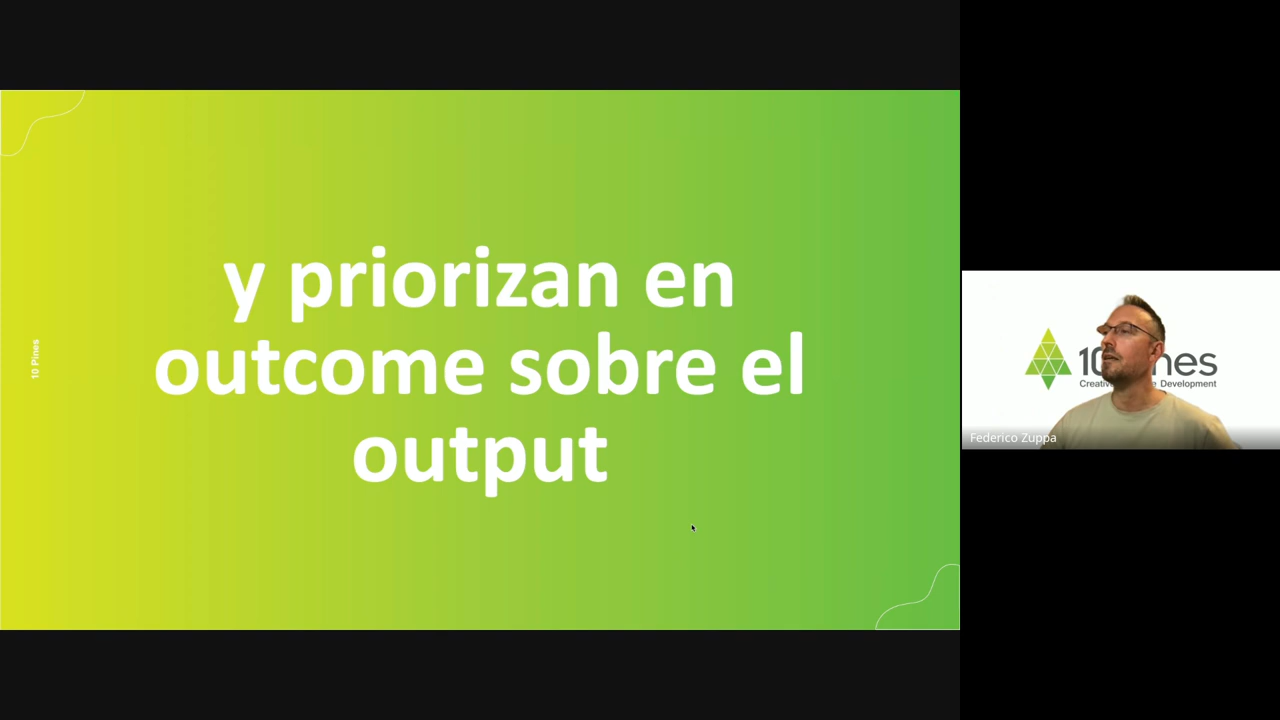 10 Pines
y priorizan en
outcome sobre el
output
Federico Zuppa